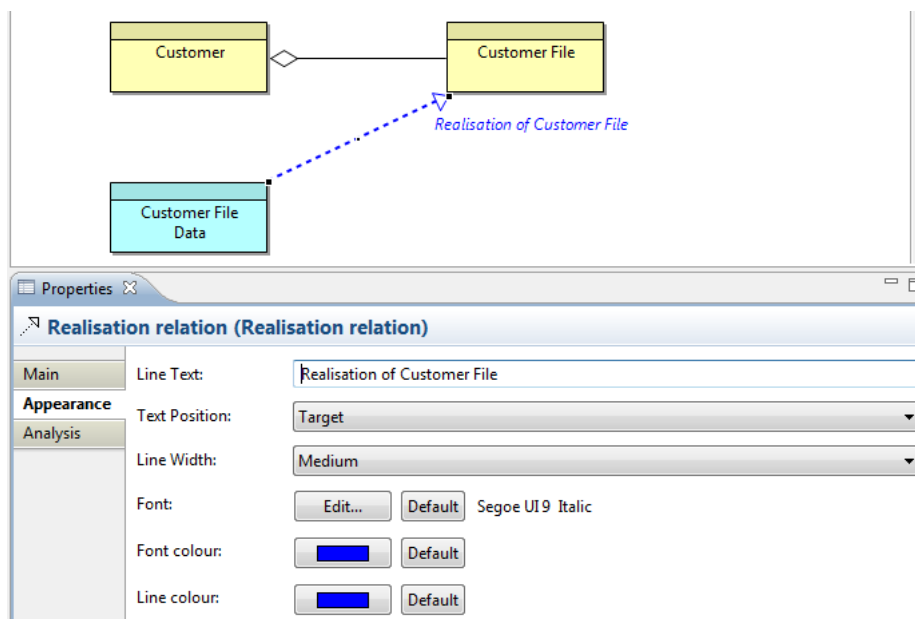 Customer
Customer File
Realisation of Customer File
Customer File
Data
Properties
Realisation relation (Realisation relation)
Main
Appearance
Analysis
Line Text:
Realisation of Customer File
Text Position:
Target
Line Width:
Medium
Font:
Edit...
Default
Segoe UI 9 Italic
Font colour:
Default
Line colour:
Default